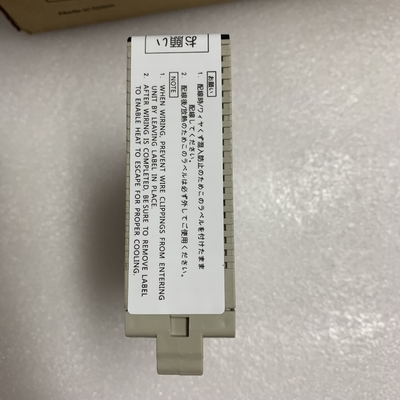 お願い
お願い
1. 配線時/ワイヤくず混入防止のためこのラベルを付けたまま
配線してください。
2. 配線後/放熱のためこのラベルは必ず外してご使用ください。
NOTE
1. WHEN WIRING, PREVENT WIRE CLIPPINGS FROM ENTERING
UNIT BY LEAVING LABEL IN PLACE.
2. AFTER WIRING IS COMPLETED, BE SURE TO REMOVE LABEL
TO ENABLE HEAT TO ESCAPE FOR PROPER
COOLING.